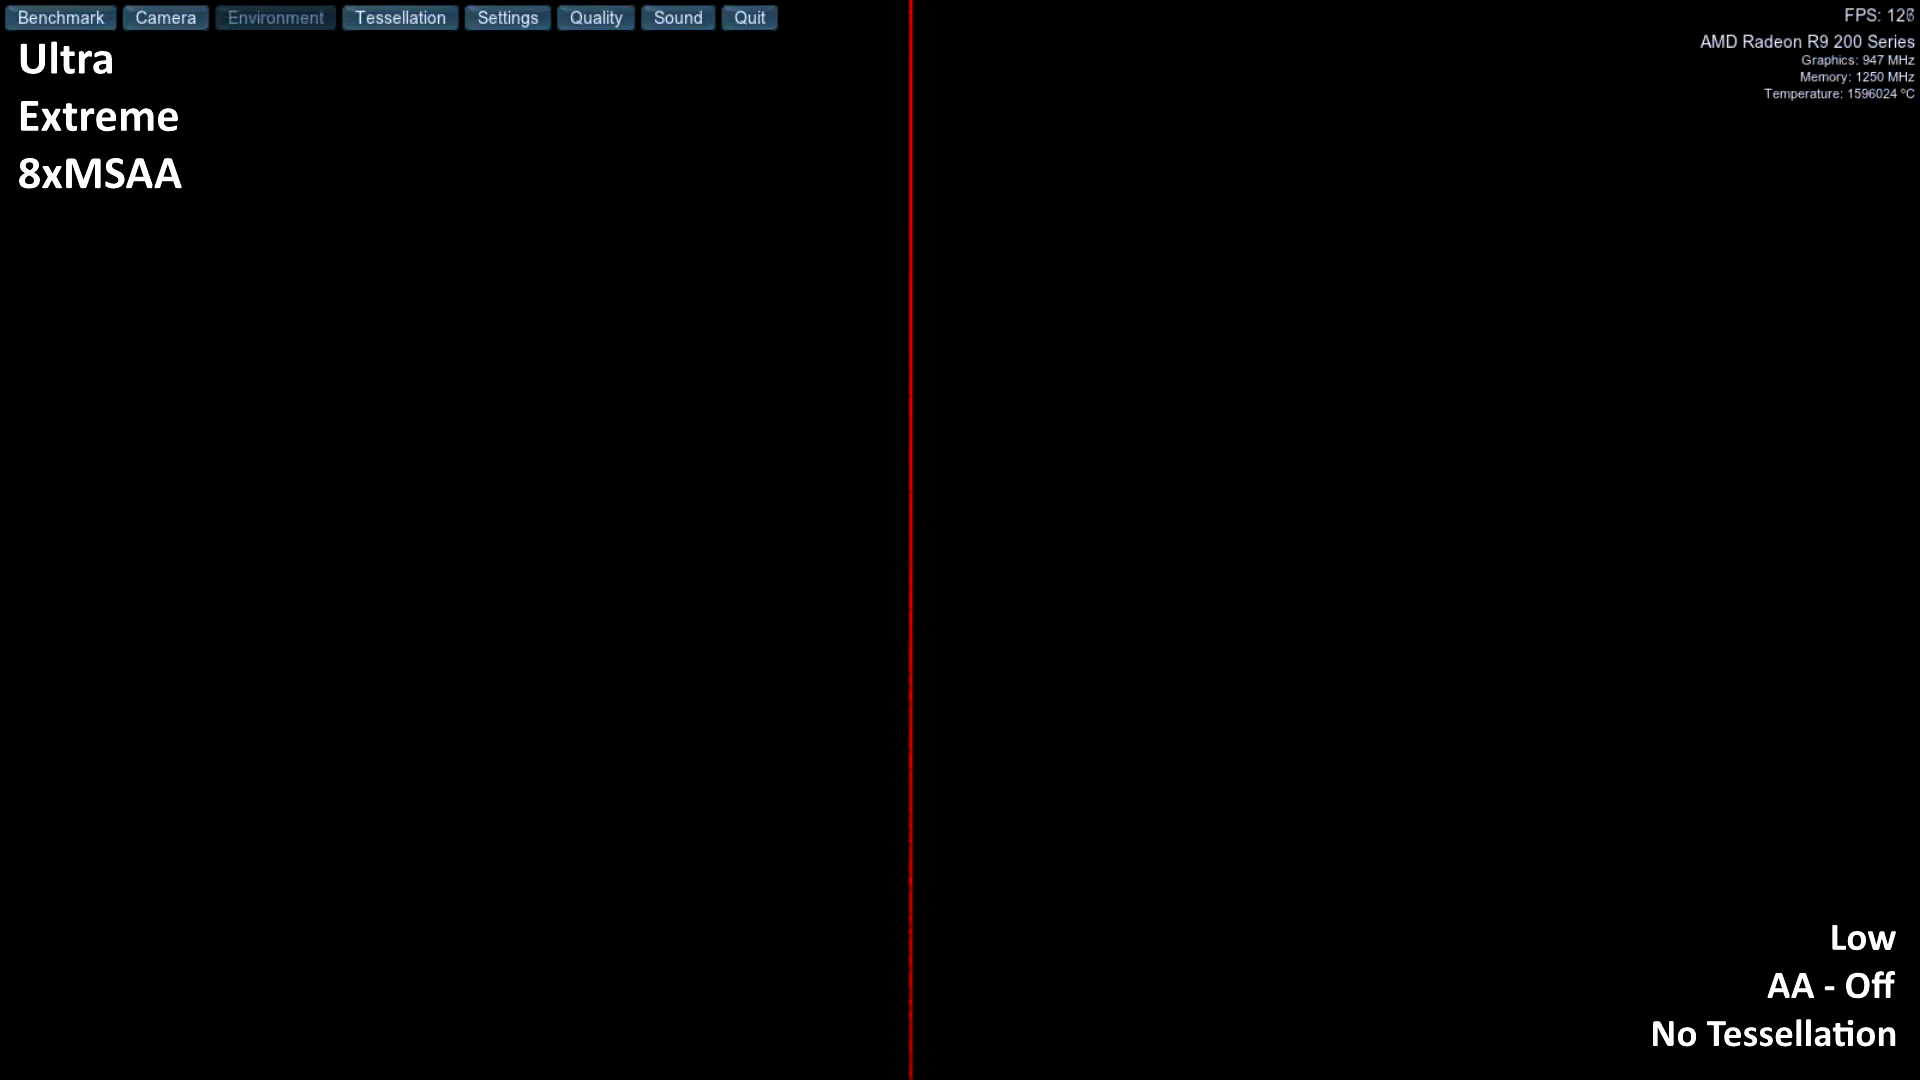 Benchmark Camera Environment Tessellation Settings Quality Sound Quit
FPS:
AMD Radeon R9 200 Series
Graphics: 947 MHz
Memory: 1250 MHz
Temperature: 1596024 °C
Ultra
Extreme
8xMSAA
Low
AA - Off
No Tessellation